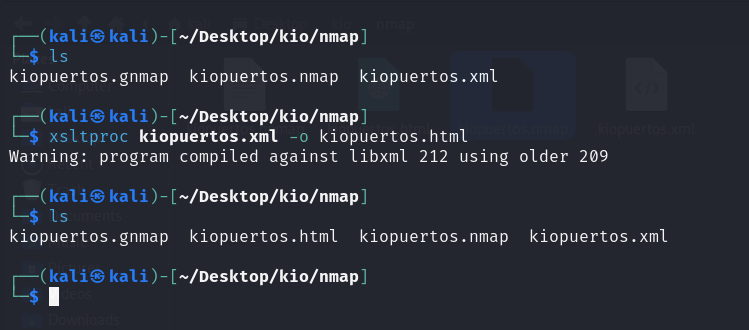 ┌──(kali㉿kali)-[~/Desktop/kio/nmap]
└─$ ls
kiopuertos.gnmap  kiopuertos.nmap  kiopuertos.xml
┌──(kali㉿kali)-[~/Desktop/kio/nmap]
└─$ xsltproc kiopuertos.xml -o kiopuertos.html
Warning: program compiled against libxml 212 using older 209
┌──(kali㉿kali)-[~/Desktop/kio/nmap]
└─$ ls
kiopuertos.gnmap  kiopuertos.html  kiopuertos.nmap  kiopuertos.xml
┌──(kali㉿kali)-[~/Desktop/kio/nmap]
└─$
Downloads